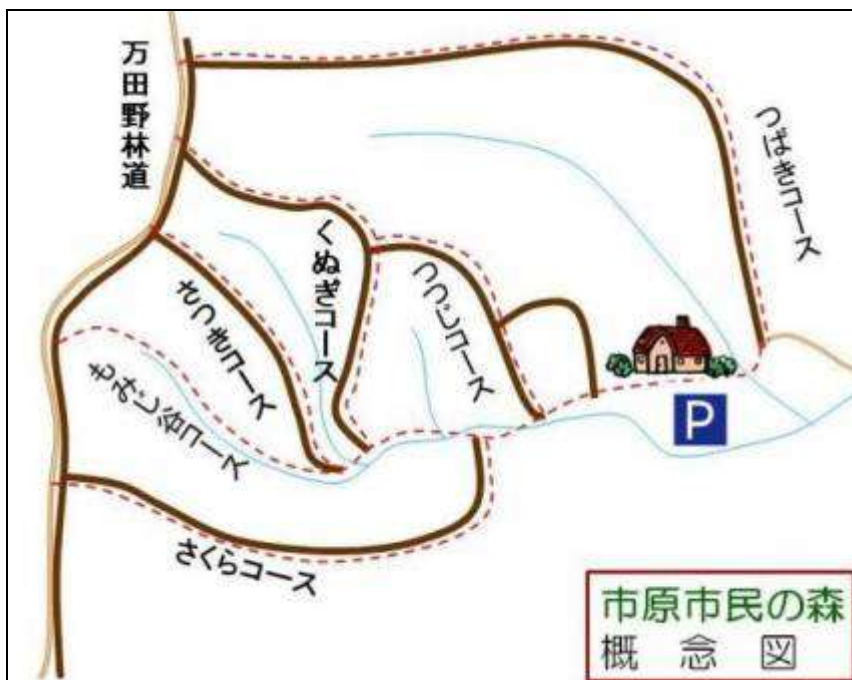 万田野林道
つばきコース
くぬぎコース
つつじコース
さつきコース
もみじ谷コース
P
さくらコース
市原市民の森
概念図